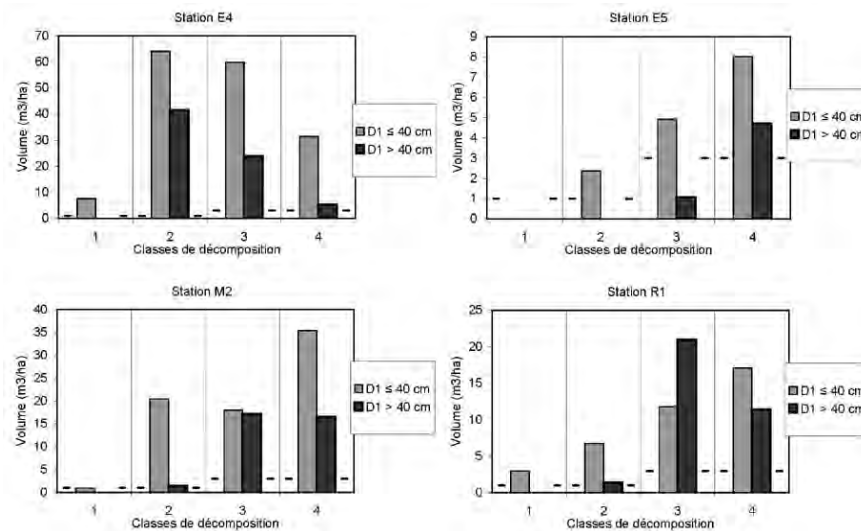 Station E4
Volume (m3/ha)
70
60
50
40
30
20
10
0
1 2 3 4
Classes de décomposition
D1 ≤ 40 cm
D1 > 40 cm
Station E5
Volume (m3/ha)
9
8
7
6
5
4
3
2
1
0
1 2 3 4
Classes de décomposition
D1 ≤ 40 cm
D1 > 40 cm
Station M2
Volume (m3/ha)
40
35
30
25
20
15
10
5
0
1 2 3 4
Classes de décomposition
D1 ≤ 40 cm
D1 > 40 cm
Station R1
Volume (m3/ha)
25
20
15
10
5
0
1 2 3 4
Classes de décomposition
D1 ≤ 40 cm
D1 > 40 cm